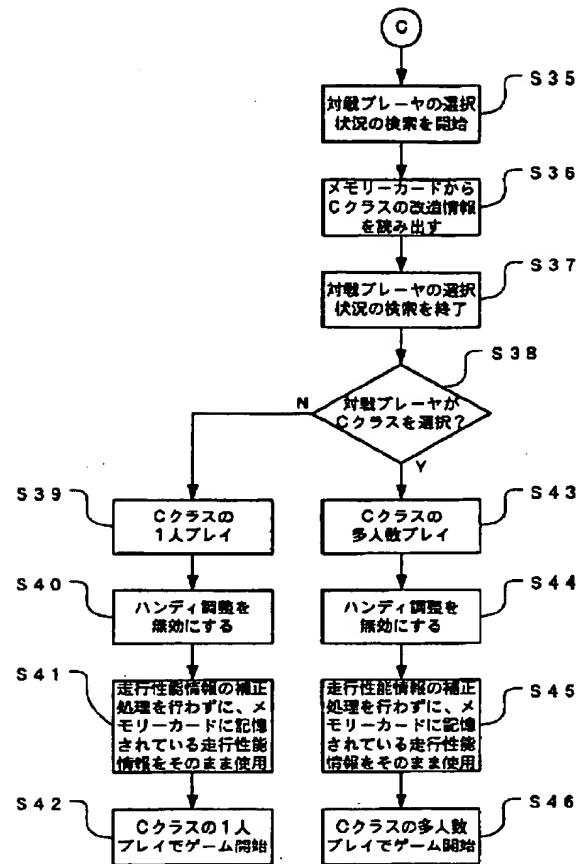 C
S35
対戦プレーヤの選択
状況の検索を開始
S36
メモリーカードから
Cクラスの改造情報
を読み出す
S37
対戦プレーヤの選択
状況の検索を終了
S38
対戦プレーヤが
Cクラスを選択？
N
Y
S39
Cクラスの
1人プレイ
S40
ハンディ調整を
無効にする
S41
走行性能情報の補正
処理を行わずに、メ
モリーカードに記憶
されている走行性能
情報をそのまま使用
S42
Cクラスの1人
プレイでゲーム開始
S43
Cクラスの
多人数プレイ
S44
ハンディ調整を
無効にする
S45
走行性能情報の補正
処理を行わずに、メ
モリーカードに記憶
されている走行性能
情報をそのまま使用
S46
Cクラスの多人数
プレイでゲーム開始